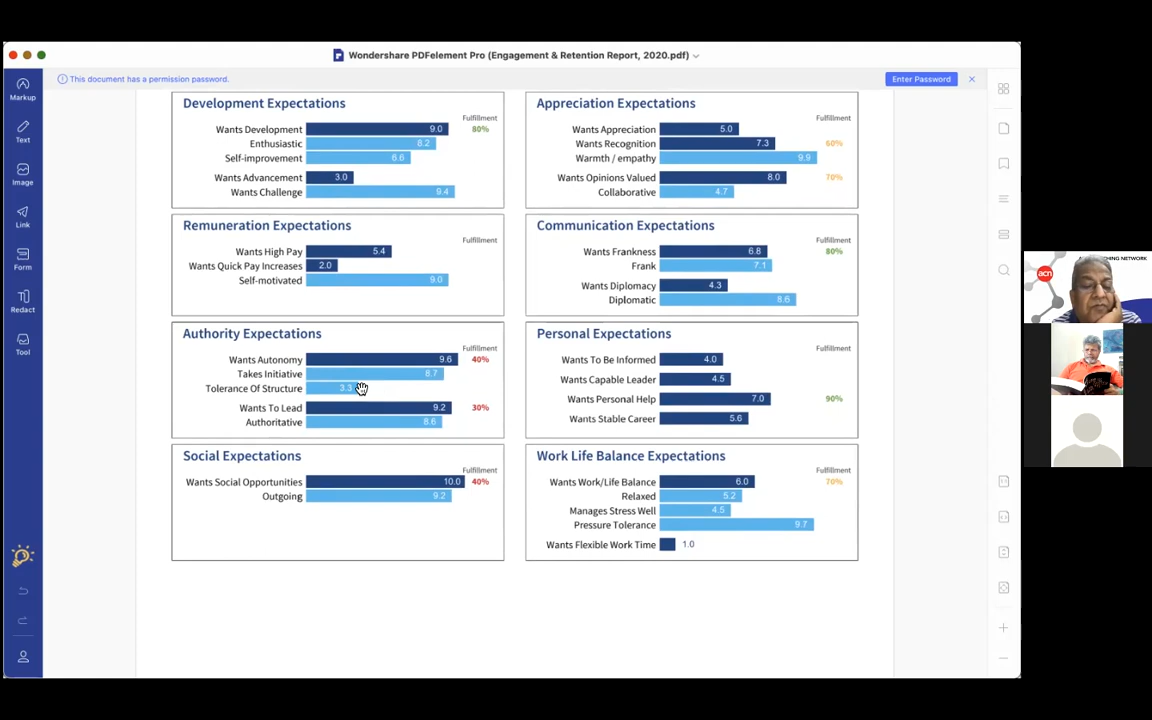 Wondershare PDFelement Pro (Engagement & Retention Report, 2020.pdf)
This document has a permission password.
Enter Password
Markup
Text
Image
Link
Form
Redact
Tool
Development Expectations
Fulfillment
Wants Development 9.0 80%
Enthusiastic 8.2
Self-improvement 6.6
Wants Advancement 3.0
Wants Challenge 9.4
Appreciation Expectations
Fulfillment
Wants Appreciation 5.0
Wants Recognition 7.3 60%
Warmth / empathy 9.9
Wants Opinions Valued 8.0 70%
Collaborative 4.7
Remuneration Expectations
Fulfillment
Wants High Pay 5.4
Wants Quick Pay Increases 2.0
Self-motivated 9.0
Communication Expectations
Fulfillment
Wants Frankness 6.8 80%
Frank 7.1
Wants Diplomacy 4.3
Diplomatic 8.6
Authority Expectations
Fulfillment
Wants Autonomy 9.6 40%
Takes Initiative 8.7
Tolerance Of Structure 3.3
Wants To Lead 9.2 30%
Authoritative 8.6
Personal Expectations
Fulfillment
Wants To Be Informed 4.0
Wants Capable Leader 4.5
Wants Personal Help 7.0 90%
Wants Stable Career 5.6
Social Expectations
Fulfillment
Wants Social Opportunities 10.0 40%
Outgoing 9.2
Work Life Balance Expectations
Fulfillment
Wants Work/Life Balance 6.0 70%
Relaxed 5.2
Manages Stress Well 4.5
Pressure Tolerance 9.7
Wants Flexible Work Time 1.0
acn
NETWORK